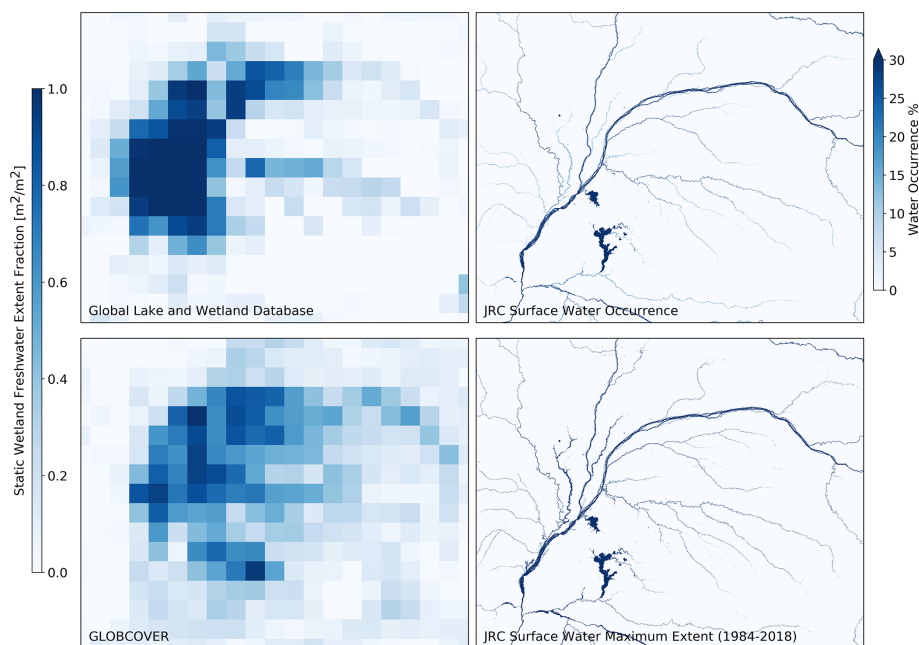 Static Wetland Freshwater Extent Fraction [m²/m²]
1.0
0.8
0.6
0.4
0.2
0.0
Global Lake and Wetland Database
JRC Surface Water Occurrence
30
25
20
15
10
5
0
Water Occurrence %
GLOBCOVER
JRC Surface Water Maximum Extent (1984-2018)